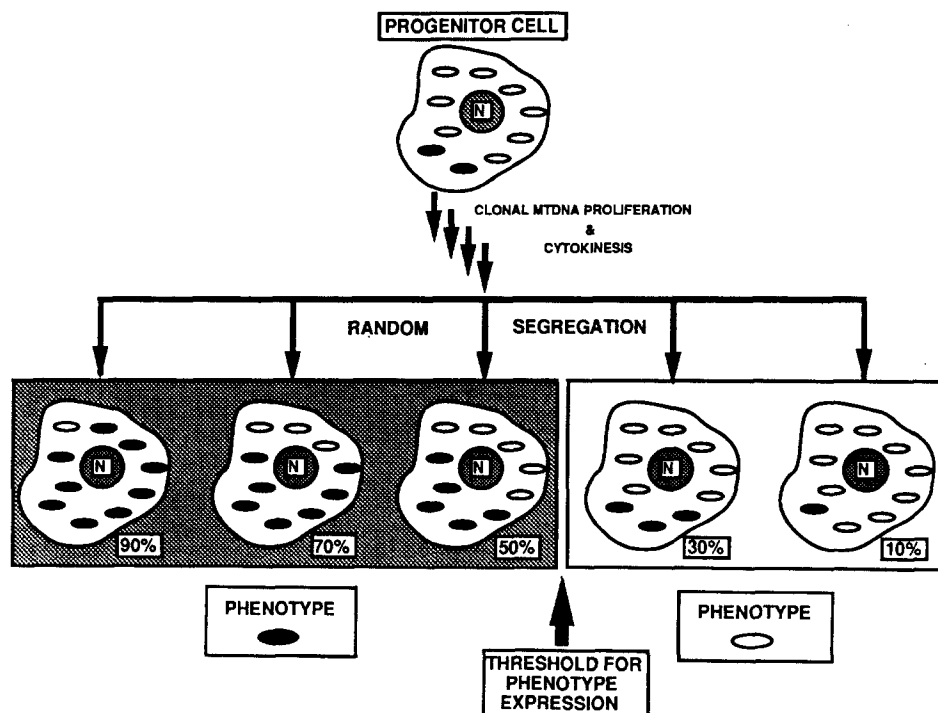 PROGENITOR CELL
N
CLONAL MTDNA PROLIFERATION
&
CYTOKINESIS
RANDOM SEGREGATION
N N N N N
90% 70% 50% 30% 10%
PHENOTYPE PHENOTYPE
THRESHOLD FOR
PHENOTYPE
EXPRESSION